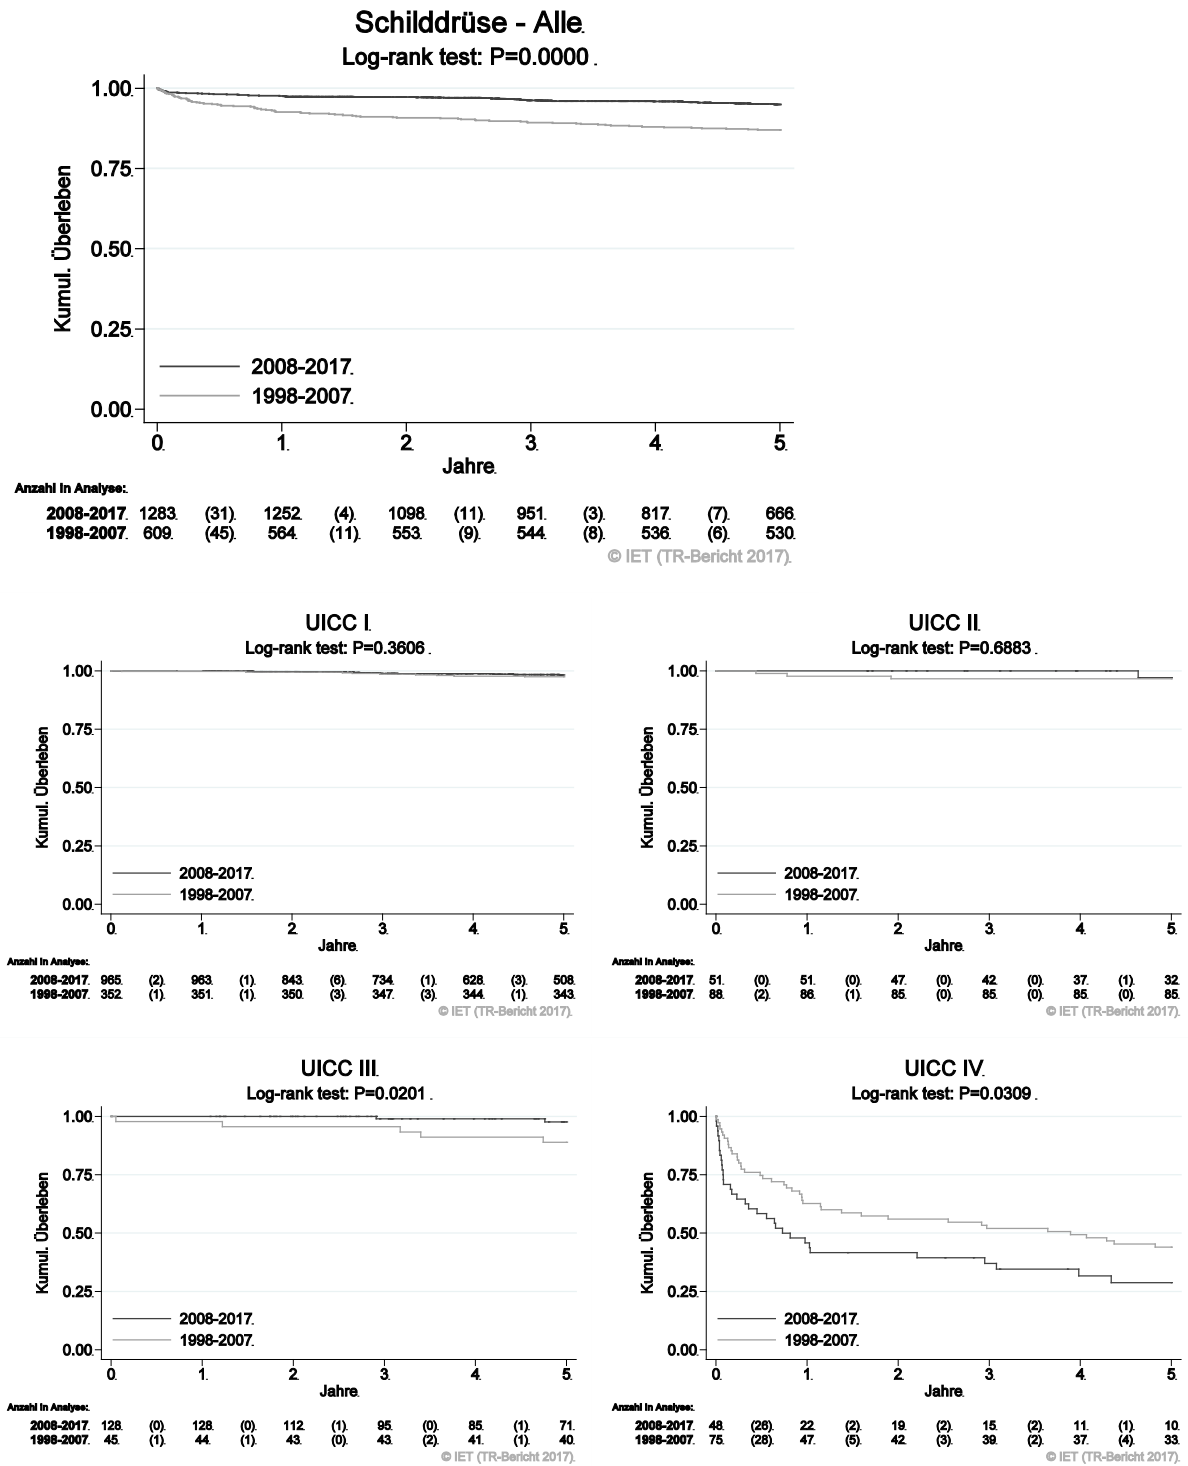 Schilddrüse - Alle
Log-rank test: P=0.0000
Kumul. Überleben
1.00
0.75
0.50
0.25
0.00
2008-2017
1998-2007
0 1 2 3 4 5
Jahre
Anzahl in Analyse:
2008-2017 1283 (31) 1252 (4) 1098 (11) 951 (3) 817 (7) 666
1998-2007 609 (45) 564 (11) 553 (9) 544 (8) 536 (6) 530
© IET (TR-Bericht 2017)
UICC I
Log-rank test: P=0.3606
Kumul. Überleben
1.00
0.75
0.50
0.25
0.00
2008-2017
1998-2007
0 1 2 3 4 5
Jahre
Anzahl in Analyse:
2008-2017 965 (2) 963 (1) 843 (6) 734 (1) 628 (3) 508
1998-2007 352 (1) 351 (1) 350 (3) 347 (3) 344 (1) 343
© IET (TR-Bericht 2017)
UICC II
Log-rank test: P=0.6883
Kumul. Überleben
1.00
0.75
0.50
0.25
0.00
2008-2017
1998-2007
0 1 2 3 4 5
Jahre
Anzahl in Analyse:
2008-2017 51 (0) 51 (0) 47 (0) 42 (0) 37 (1) 32
1998-2007 88 (2) 86 (1) 85 (0) 85 (0) 85 (0) 85
© IET (TR-Bericht 2017)
UICC III
Log-rank test: P=0.0201
Kumul. Überleben
1.00
0.75
0.50
0.25
0.00
2008-2017
1998-2007
0 1 2 3 4 5
Jahre
Anzahl in Analyse:
2008-2017 128 (0) 128 (0) 112 (1) 95 (0) 85 (1) 71
1998-2007 45 (1) 44 (1) 43 (0) 43 (2) 41 (1) 40
© IET (TR-Bericht 2017)
UICC IV
Log-rank test: P=0.0309
Kumul. Überleben
1.00
0.75
0.50
0.25
0.00
2008-2017
1998-2007
0 1 2 3 4 5
Jahre
Anzahl in Analyse:
2008-2017 48 (26) 22 (2) 19 (2) 15 (2) 11 (1) 10
1998-2007 75 (28) 47 (5) 42 (3) 39 (2) 37 (4) 33
© IET (TR-Bericht 2017)